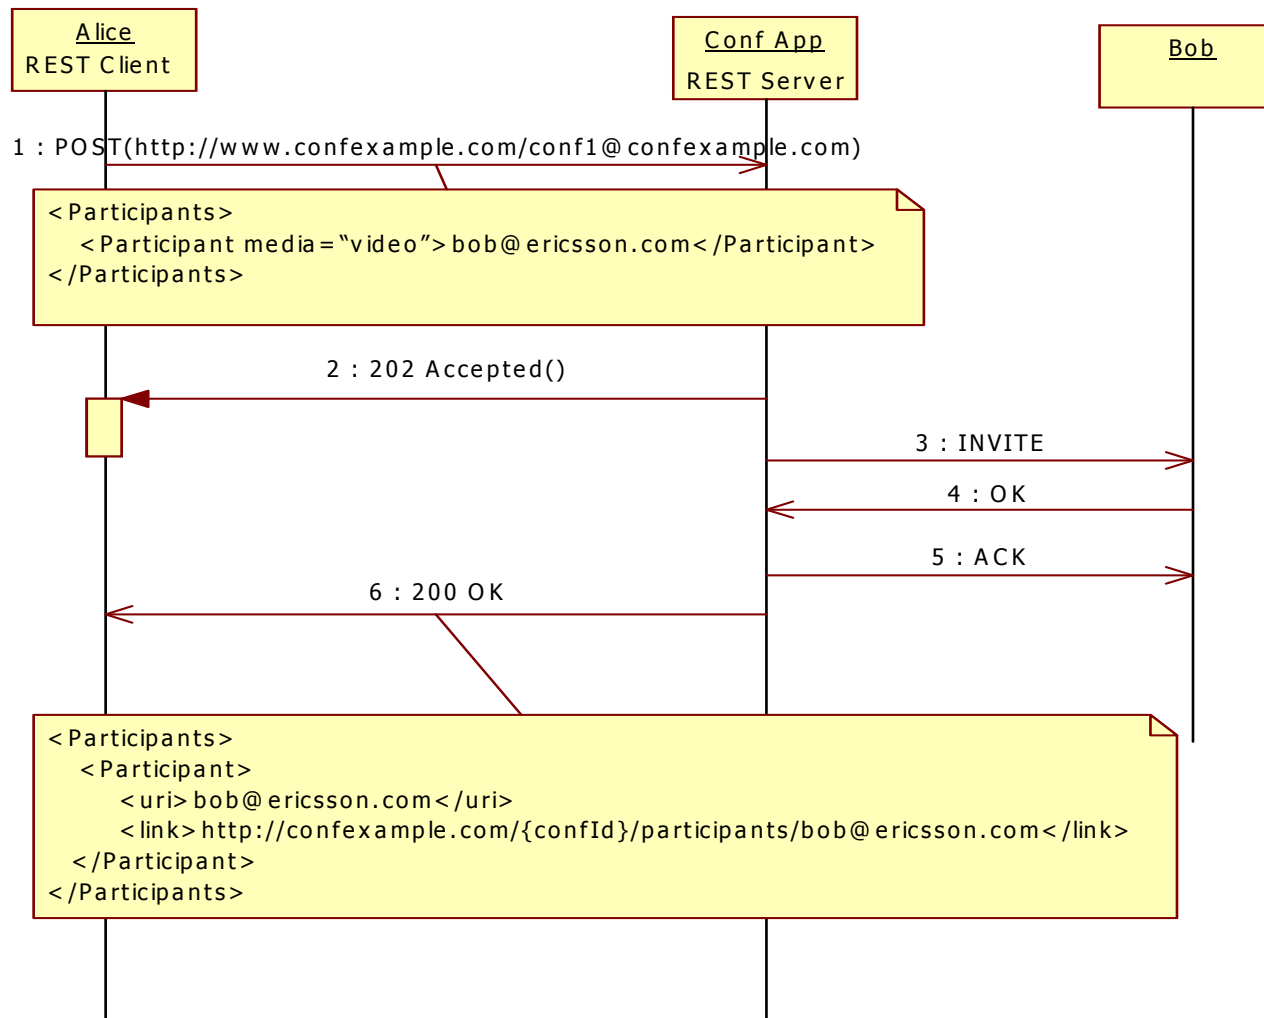 Alice
REST Client
Conf App
REST Server
Bob
1 : POST(http://www.confexample.com/conf1@confexample.com)
<Participants>
<Participant media=“video”>bob@ericsson.com</Participant>
</Participants>
2 : 202 Accepted()
3 : INVITE
4 : OK
5 : ACK
6 : 200 OK
<Participants>
<Participant>
<uri>bob@ericsson.com</uri>
<link>http://confexample.com/{confId}/participants/bob@ericsson.com</link>
</Participant>
</Participants>